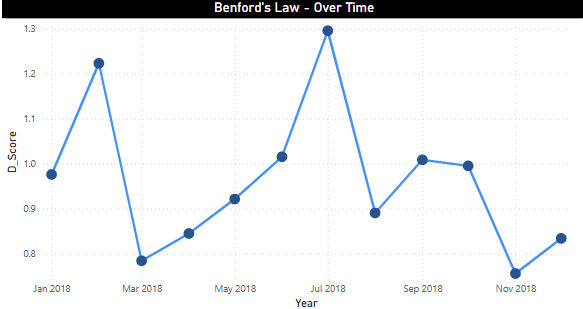 Benford's Law - Over Time
D_Score
1.3
1.2
1.1
1.0
0.9
0.8
Jan 2018 Mar 2018 May 2018 Jul 2018 Sep 2018 Nov 2018
Year